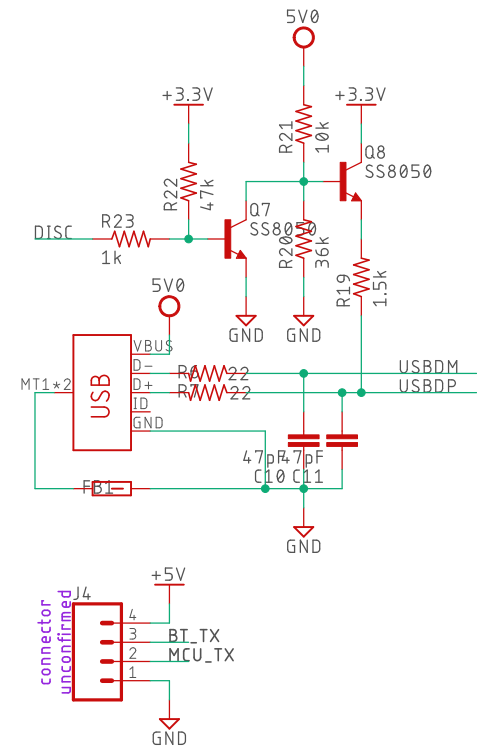 5V0
+3.3V
+3.3V
R21
10k
Q8
SS8050
R22
47k
Q7
SS8050
R23
DISC
1k
R20
36k
R19
1.5k
GND
GND
5V0
VBUS
D-
R6
22
USBDM
MT1*2
USB
D+
R7
22
USBDP
ID
GND
47pF
47pF
C10
C11
FB1
GND
+5V
J4
connector
unconfirmed
4
3
BT_TX
2
MCU_TX
1
GND